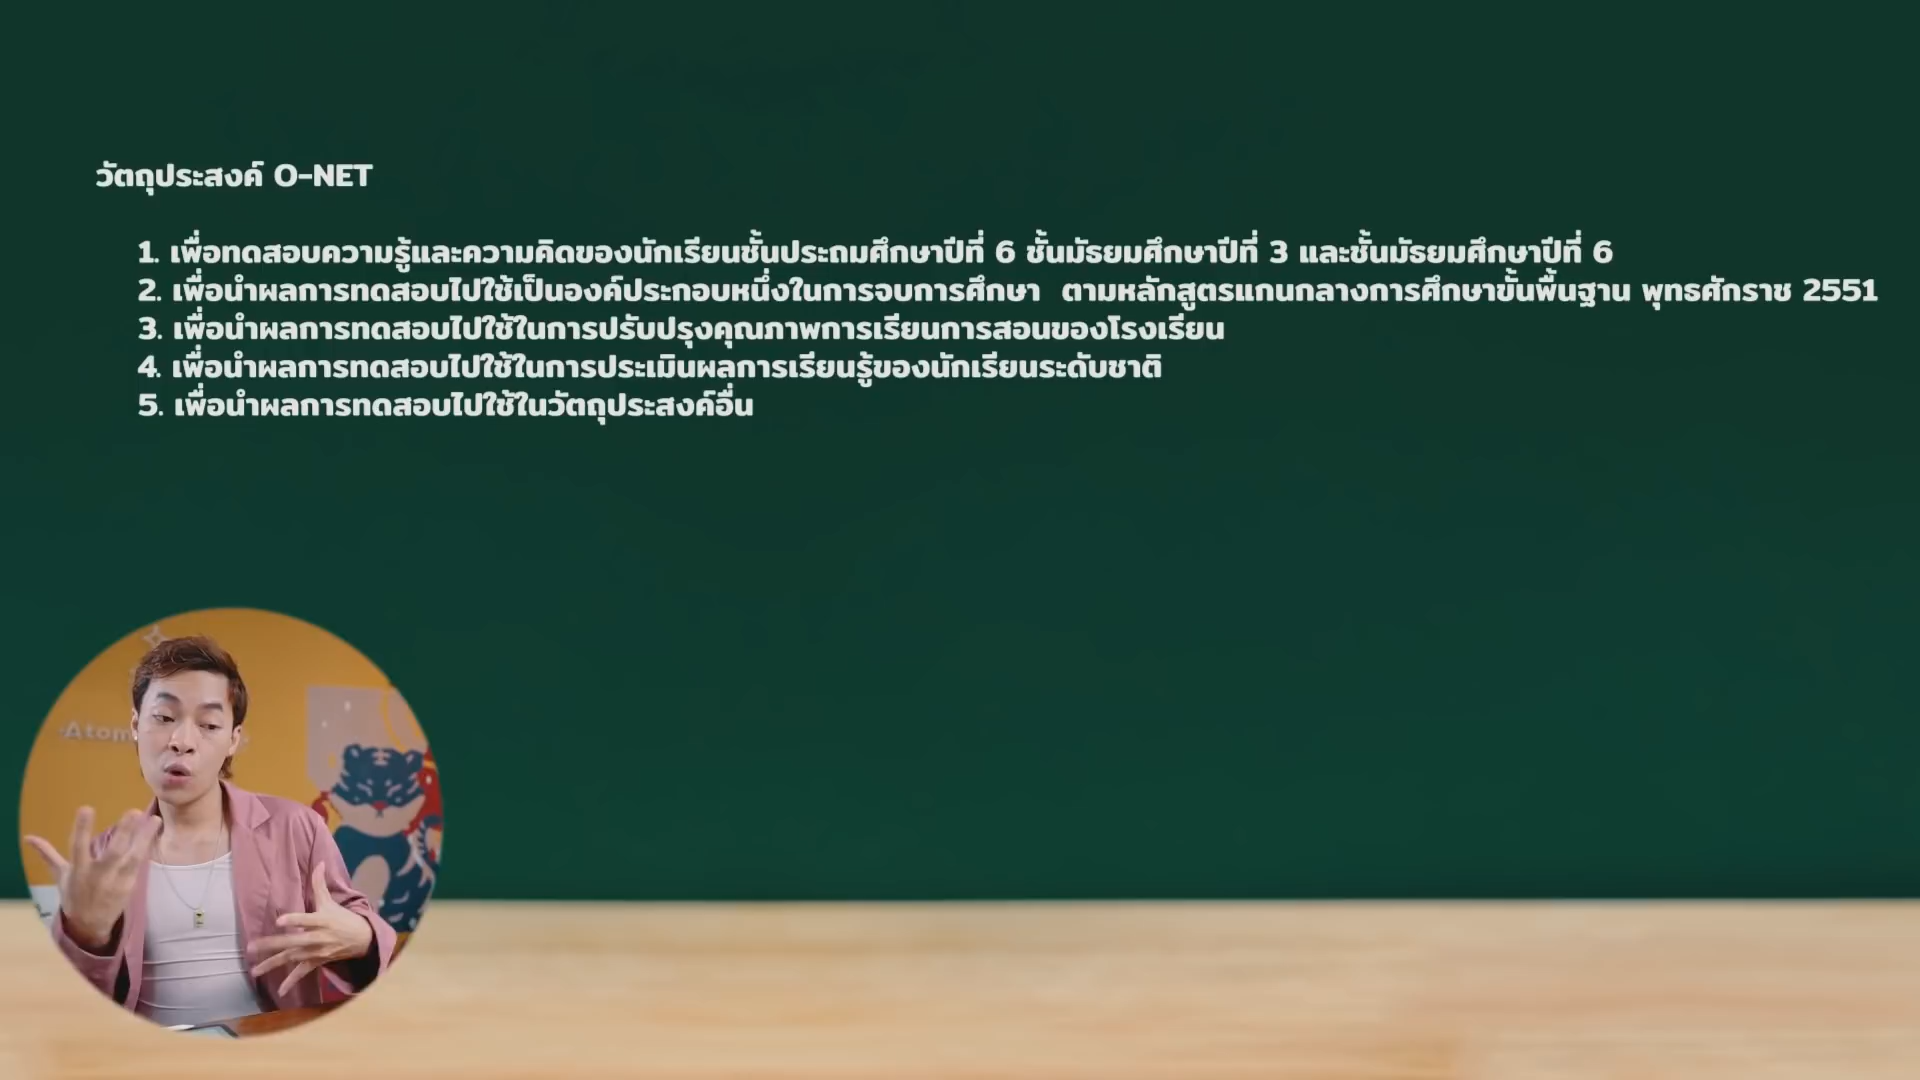 วัตถุประสงค์ O-NET
1. เพื่อทดสอบความรู้และความคิดของนักเรียนชั้นประถมศึกษาปีที่ 6 ชั้นมัธยมศึกษาปีที่ 3 และชั้นมัธยมศึกษาปีที่ 6
2. เพื่อนำผลการทดสอบไปใช้เป็นองค์ประกอบหนึ่งในการจบการศึกษา ตามหลักสูตรแกนกลางการศึกษาขั้นพื้นฐาน พุทธศักราช 2551
3. เพื่อนำผลการทดสอบไปใช้ในการปรับปรุงคุณภาพการเรียนการสอนของโรงเรียน
4. เพื่อนำผลการทดสอบไปใช้ในการประเมินผลการเรียนรู้ของนักเรียนระดับชาติ
5. เพื่อนำผลการทดสอบไปใช้ในวัตถุประสงค์อื่น